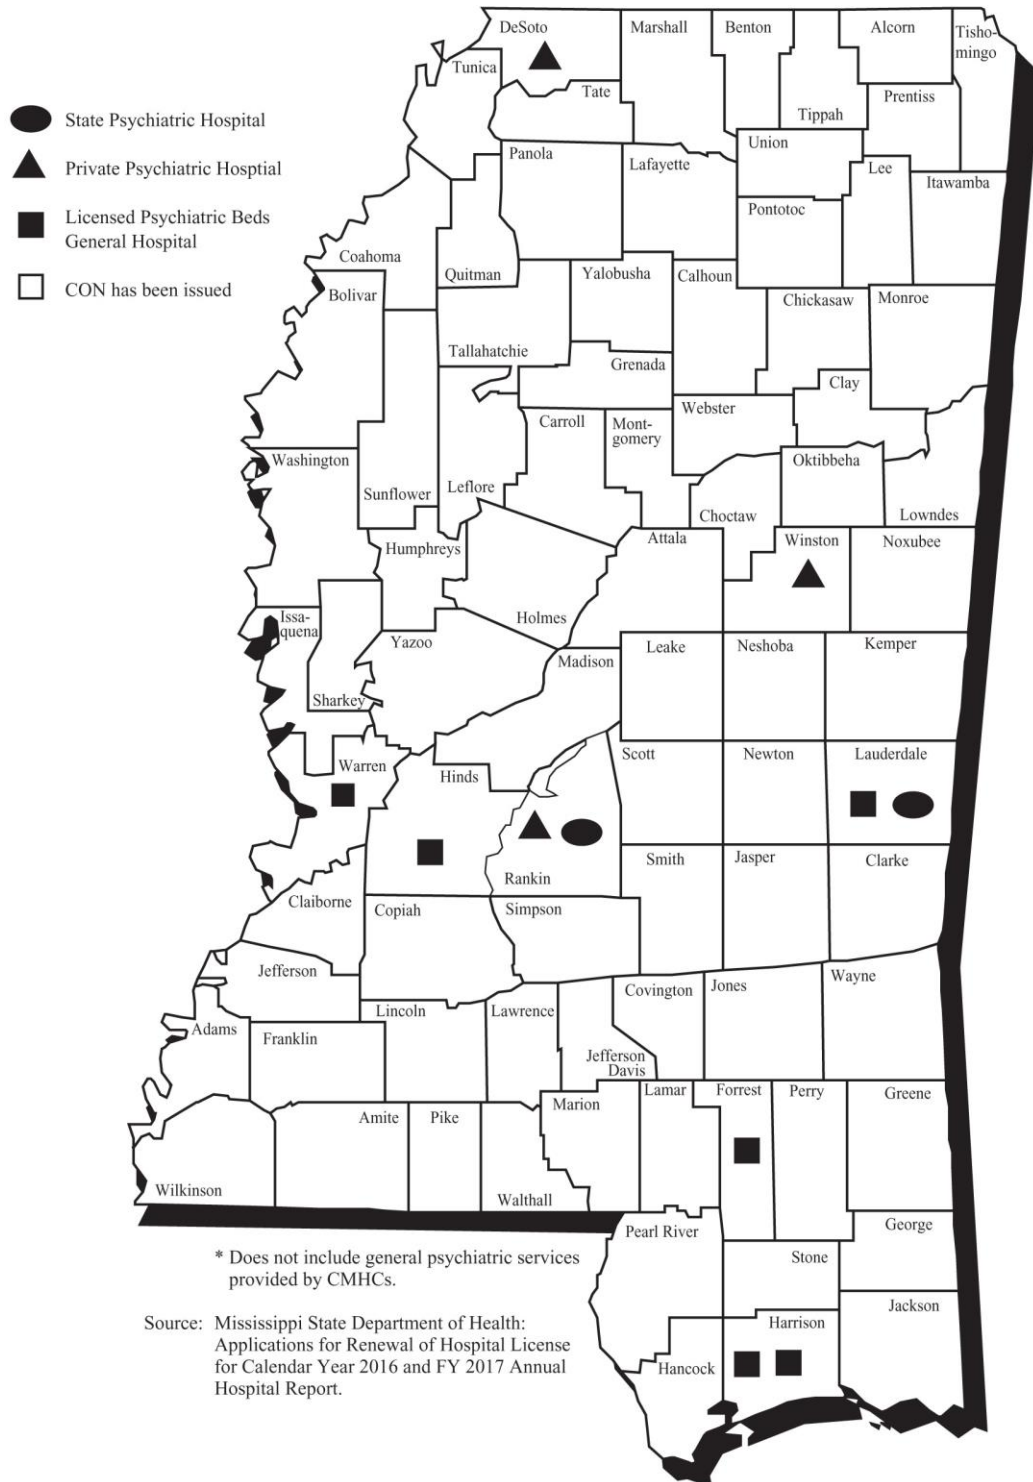 DeSoto
Marshall
Benton
Alcorn
Tisho-
mingo
Tunica
Tate
Tippah
Prentiss
State Psychiatric Hospital
Private Psychiatric Hosptial
Licensed Psychiatric Beds
General Hospital
CON has been issued
Panola
Lafayette
Union
Lee
Itawamba
Pontotoc
Coahoma
Quitman
Yalobusha
Calhoun
Chickasaw
Monroe
Bolivar
Tallahatchie
Grenada
Clay
Webster
Carroll
Mont-
gomery
Oktibbeha
Washington
Sunflower
Leflore
Choctaw
Lowndes
Humphreys
Attala
Winston
Noxubee
Holmes
Issa-
quena
Yazoo
Madison
Leake
Neshoba
Kemper
Sharkey
Scott
Newton
Lauderdale
Warren
Hinds
Rankin
Smith
Jasper
Clarke
Claiborne
Copiah
Simpson
Jefferson
Covington
Jones
Wayne
Adams
Franklin
Lincoln
Lawrence
Jefferson
Davis
Marion
Lamar
Forrest
Perry
Greene
Amite
Pike
Wilkinson
Walthall
Pearl River
George
Stone
Jackson
Harrison
Hancock
* Does not include general psychiatric services
provided by CMHCs.
Source: Mississippi State Department of Health:
Applications for Renewal of Hospital License
for Calendar Year 2016 and FY 2017 Annual
Hospital Report.